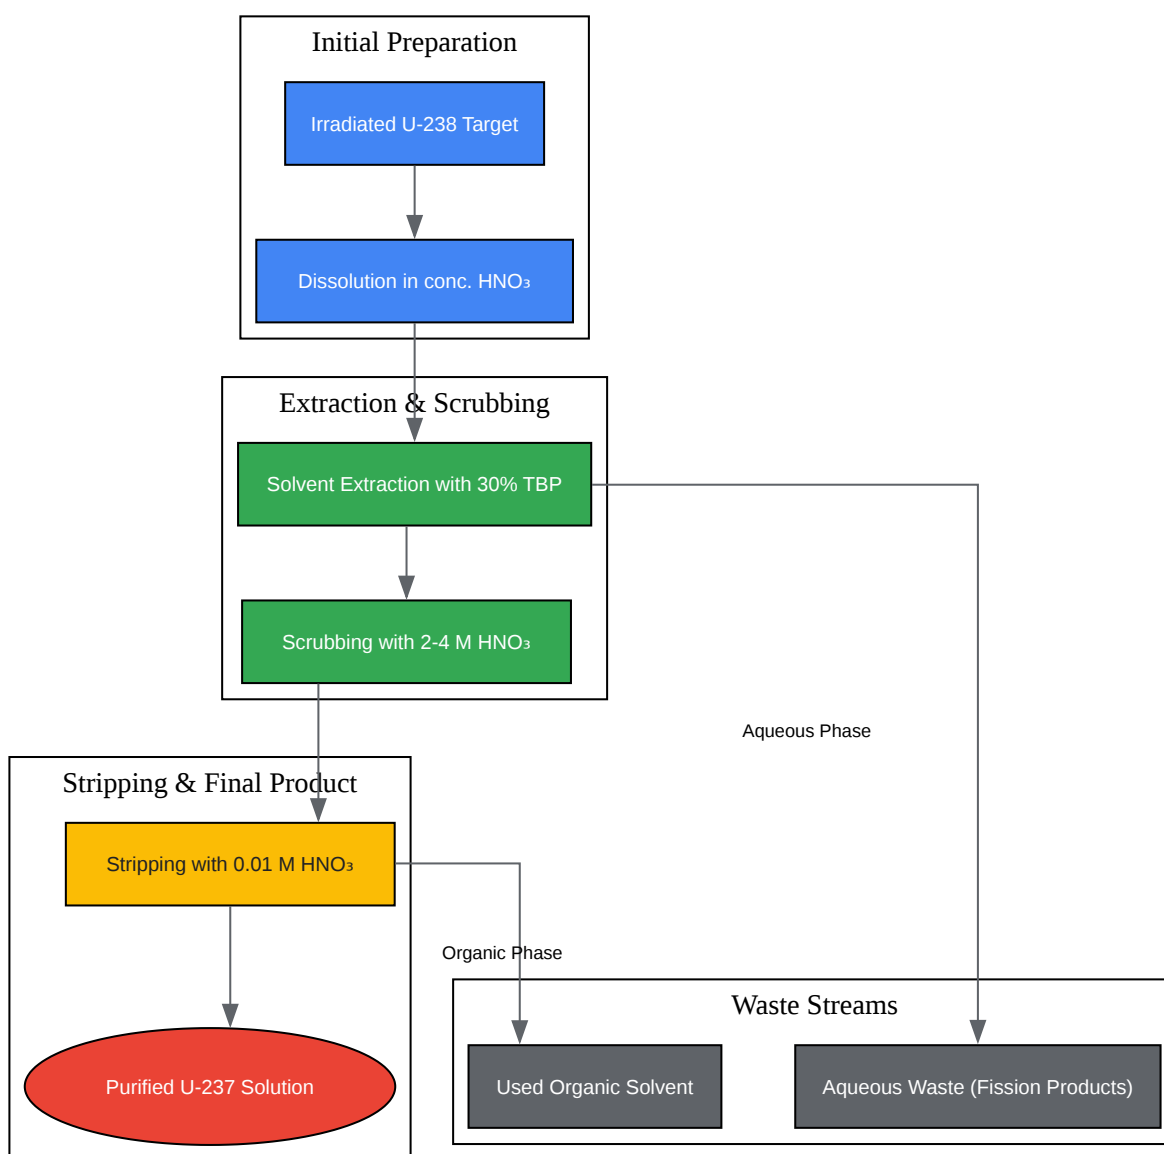 Initial Preparation
Irradiated U-238 Target
Dissolution in conc. HNO₃
Extraction & Scrubbing
Solvent Extraction with 30% TBP
Scrubbing with 2-4 M HNO₃
Aqueous Phase
Stripping & Final Product
Stripping with 0.01 M HNO₃
Organic Phase
Waste Streams
Purified U-237 Solution
Used Organic Solvent
Aqueous Waste (Fission Products)